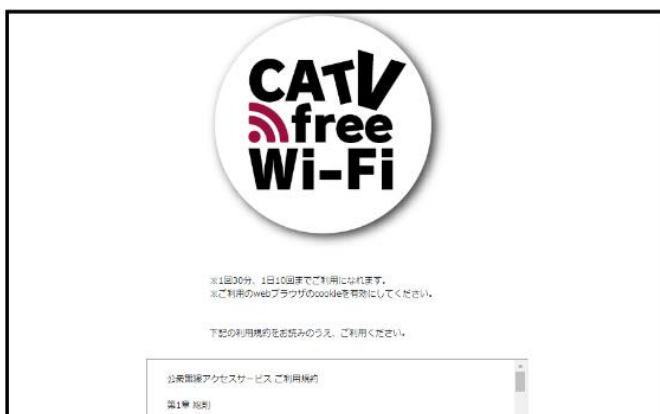 CATV
free
Wi-Fi
※1回30分、1日10回までご利用になれます。
※ご利用のwebブラウザのcookieを有効にしてください。
下記の利用規約をお読みのうえ、ご利用ください。
公衆無線アクセスサービス ご利用規約
第1章 総則